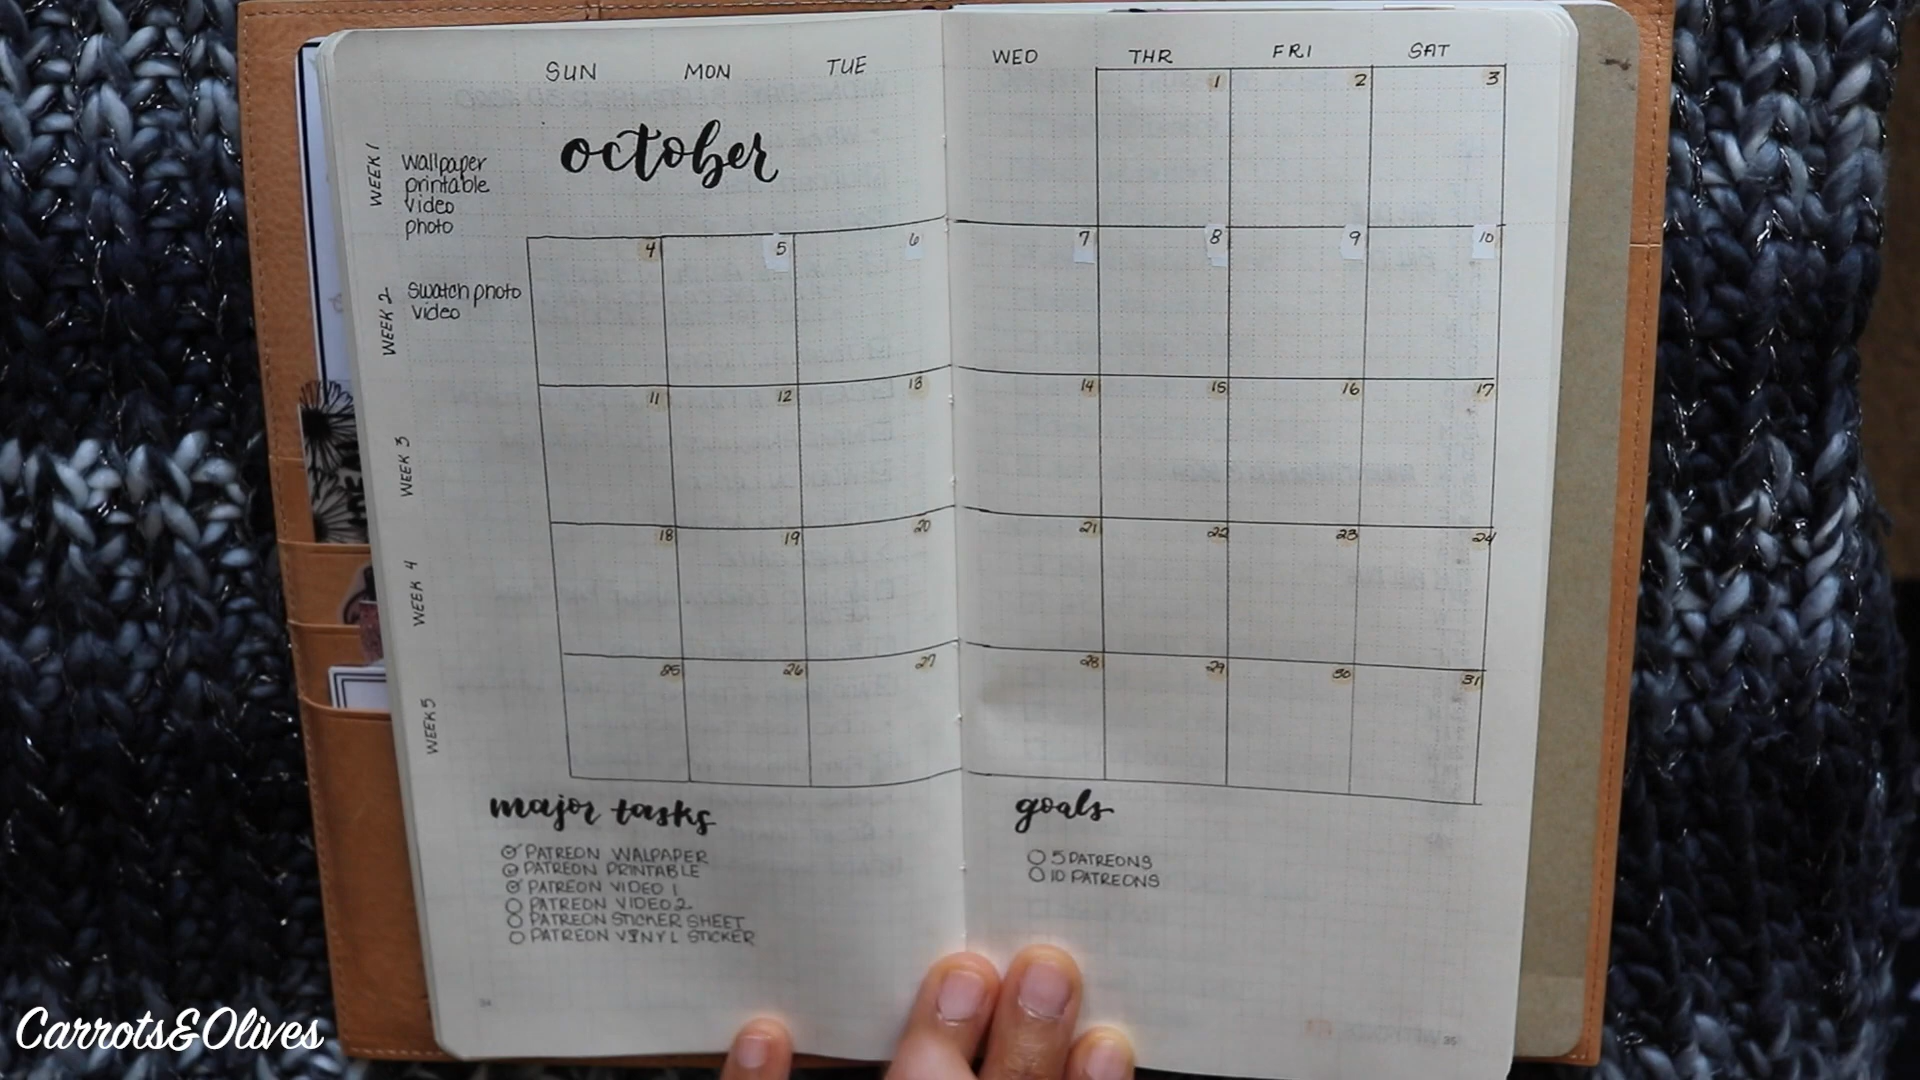 SUN MON TUE WED THR FRI SAT
october
WEEK 1
wallpaper
printable
video
photo
1 2 3
WEEK 2
Swatch photo
video
4 5 6 7 8 9 10
WEEK 3
11 12 13 14 15 16 17
WEEK 4
18 19 20 21 22 23 24
WEEK 5
25 26 27 28 29 30 31
major tasks
PATREON WALPAPER
PATREON PRINTABLE
PATREON VIDEO 1
PATREON VIDEO 2
PATREON STICKER SHEET
PATREON VINYL STICKER
goals
5 PATREONS
10 PATREONS
34
35
Carrots&Olives